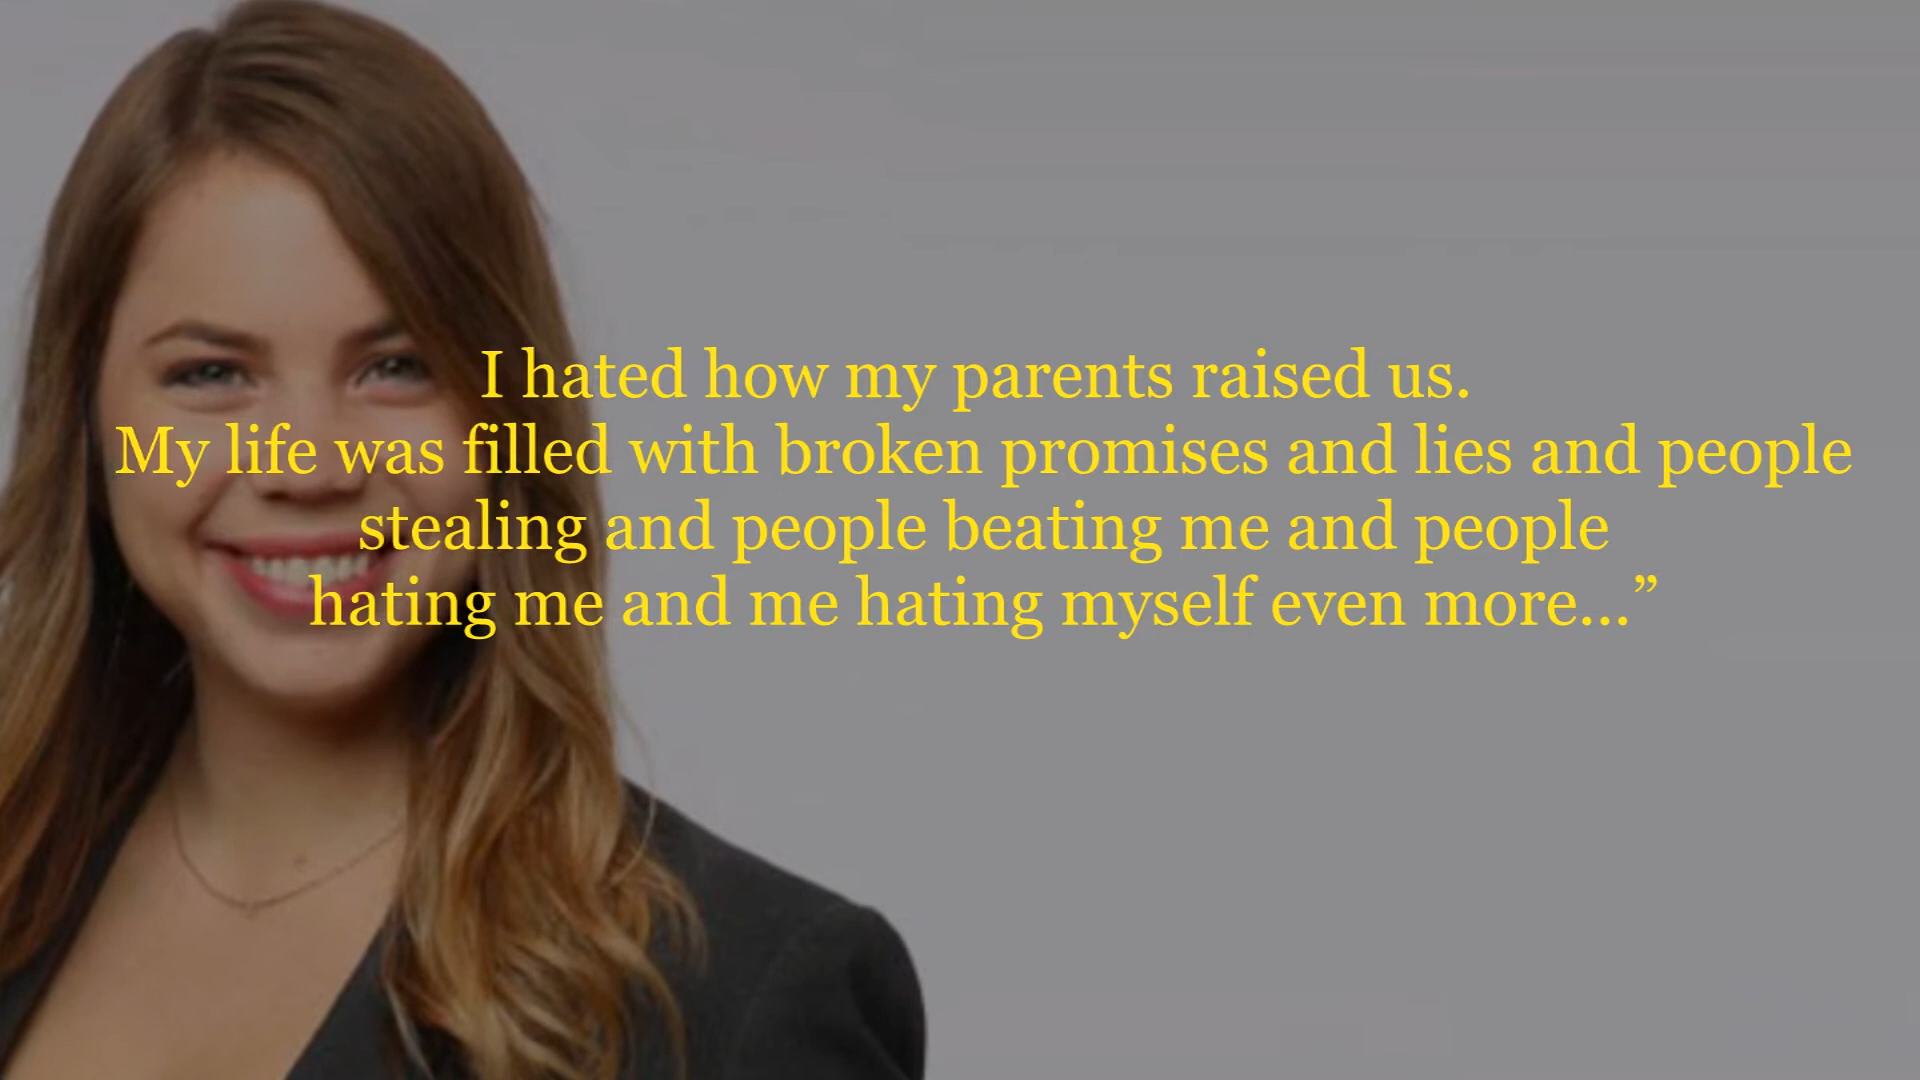 I hated how my parents raised us.
My life was filled with broken promises and lies and people
stealing and people beating me and people
hating me and me hating myself even more...”